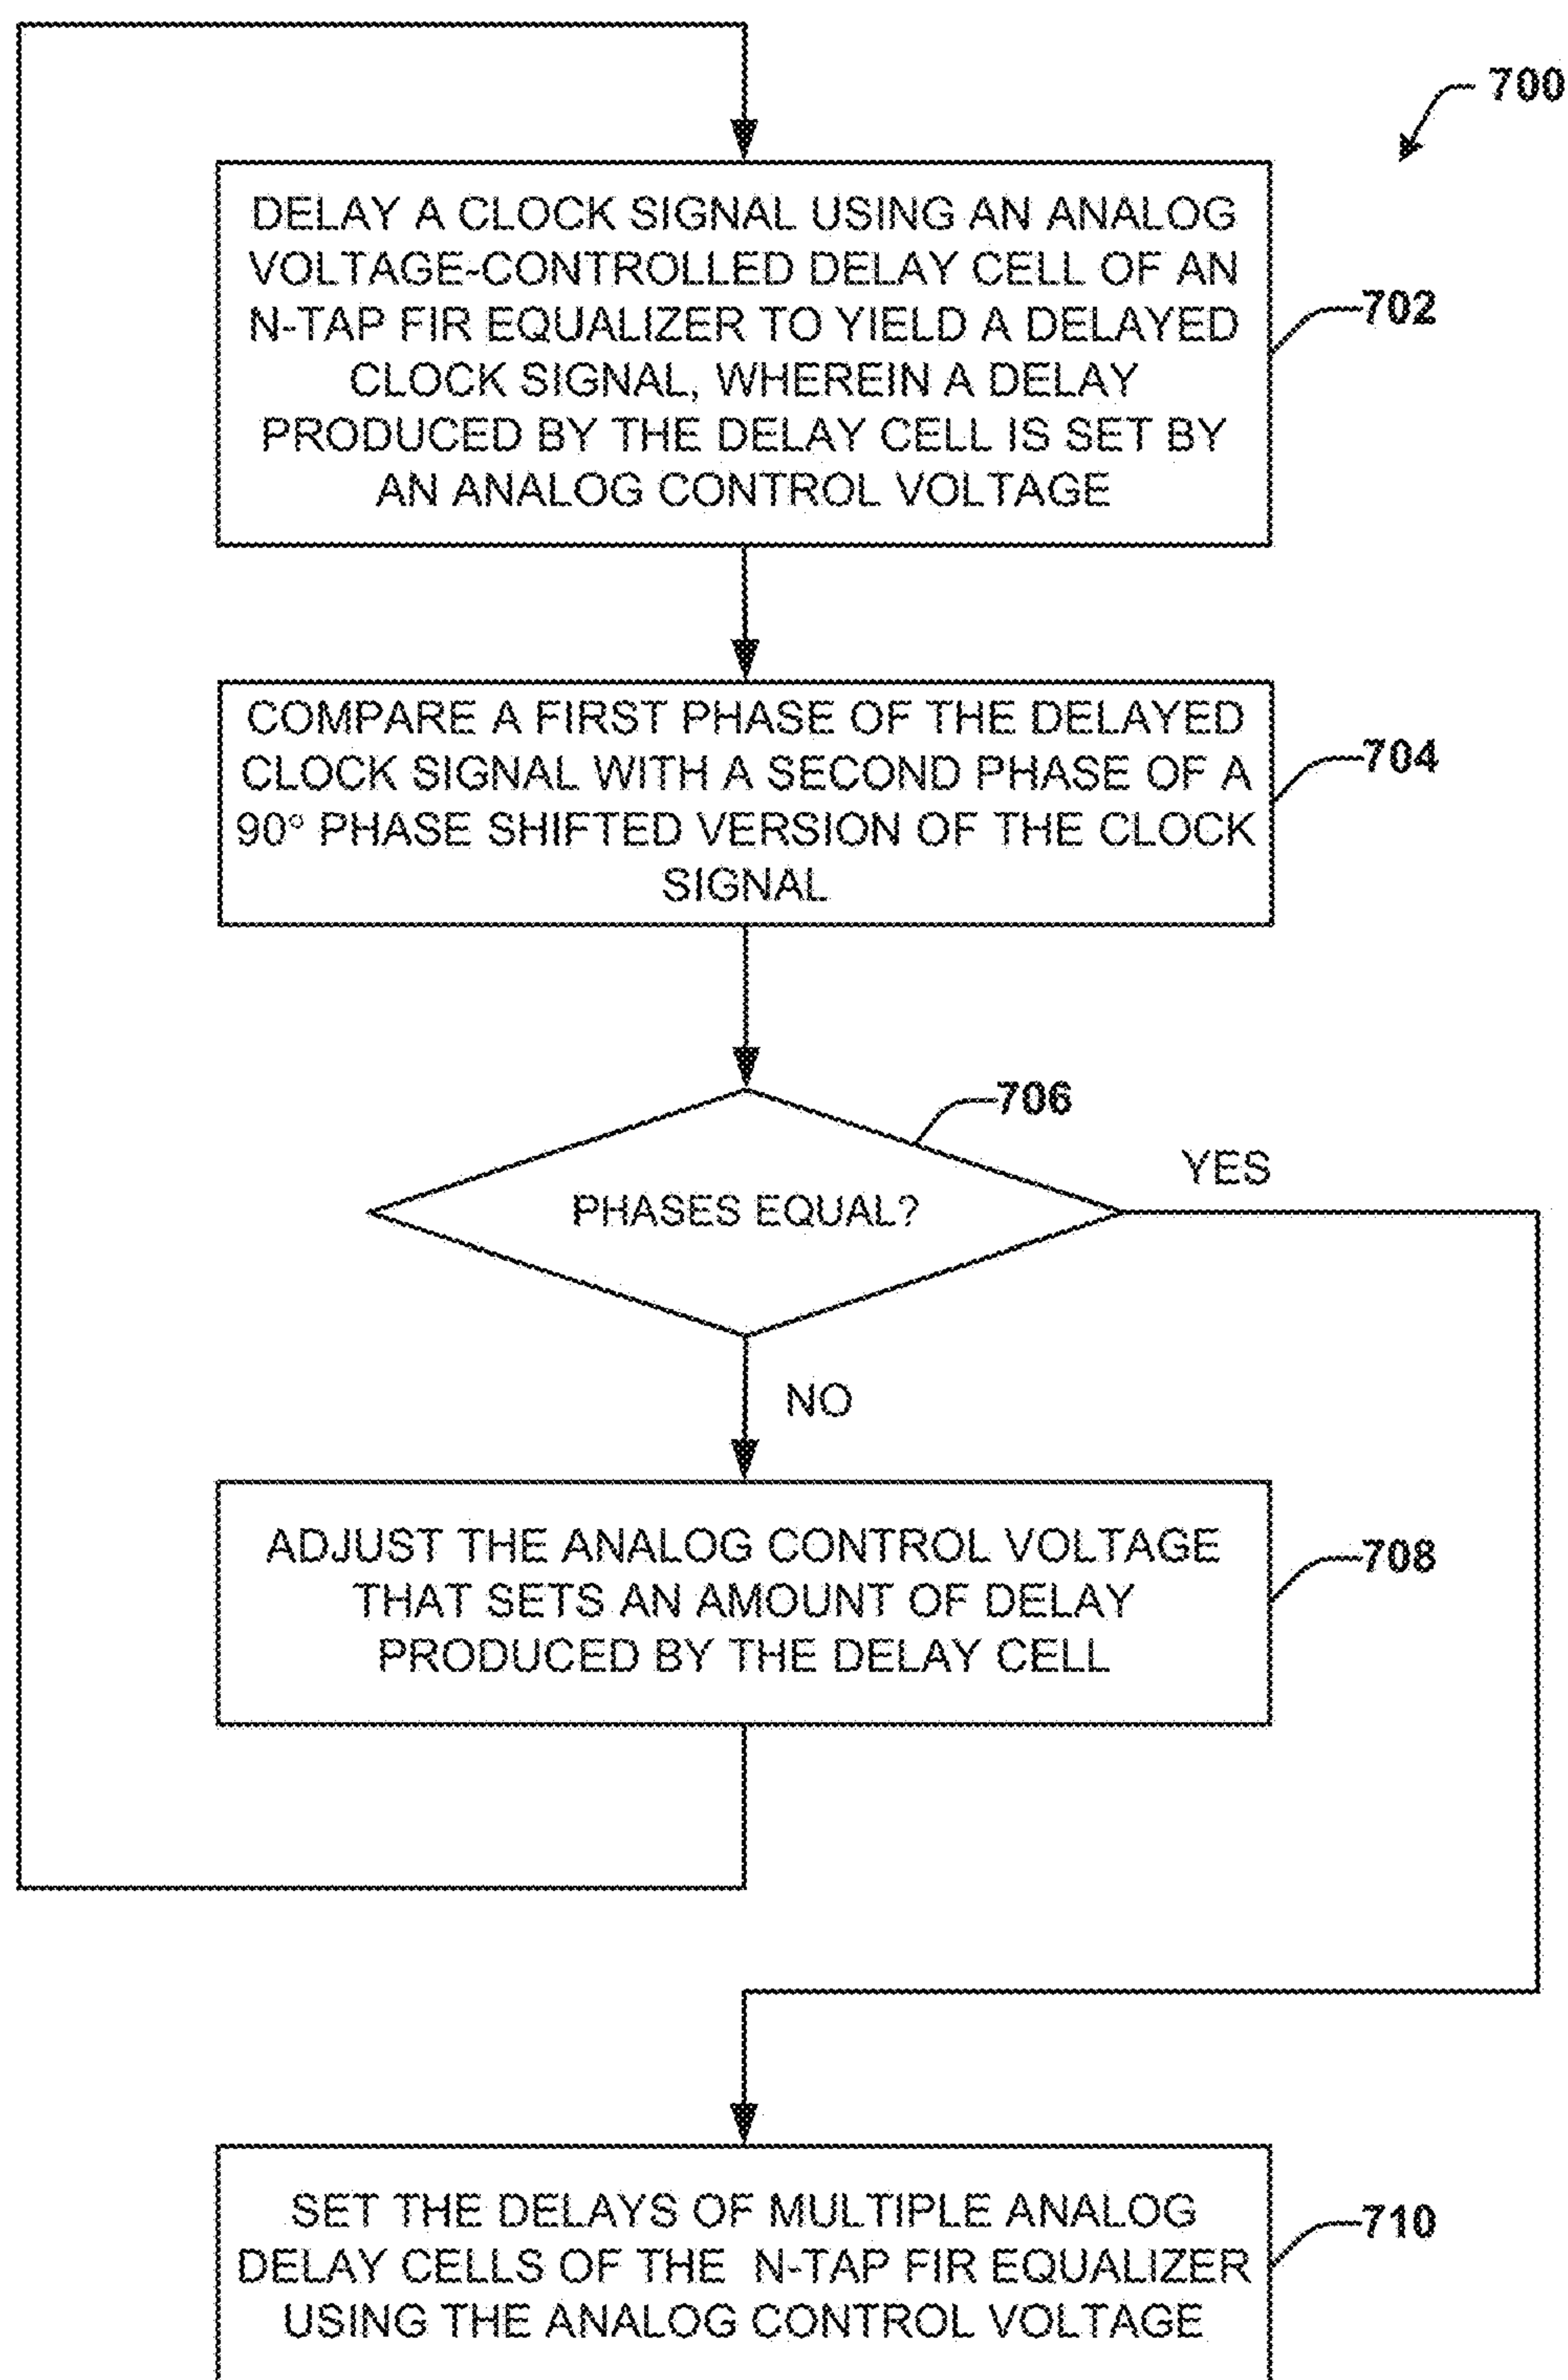 700
DELAY A CLOCK SIGNAL USING AN ANALOG
VOLTAGE-CONTROLLED DELAY CELL OF AN
N-TAP FIR EQUALIZER TO YIELD A DELAYED
CLOCK SIGNAL, WHEREIN A DELAY
PRODUCED BY THE DELAY CELL IS SET BY
AN ANALOG CONTROL VOLTAGE
702
COMPARE A FIRST PHASE OF THE DELAYED
CLOCK SIGNAL WITH A SECOND PHASE OF A
90° PHASE SHIFTED VERSION OF THE CLOCK
SIGNAL
704
706
YES
PHASES EQUAL?
NO
ADJUST THE ANALOG CONTROL VOLTAGE
THAT SETS AN AMOUNT OF DELAY
PRODUCED BY THE DELAY CELL
708
SET THE DELAYS OF MULTIPLE ANALOG
DELAY CELLS OF THE N-TAP FIR EQUALIZER
USING THE ANALOG CONTROL VOLTAGE
710